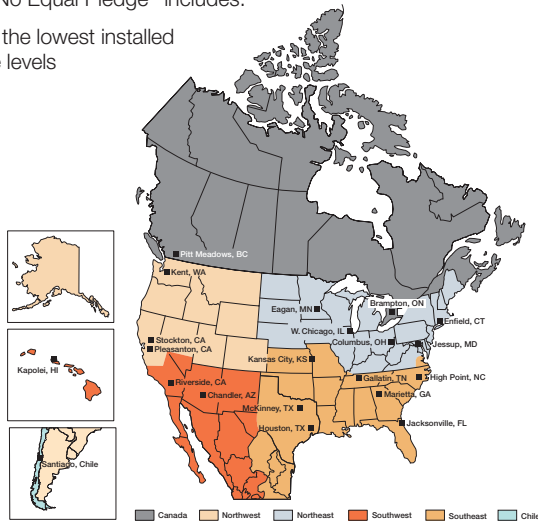 No Equal Pledge" includes:
the lowest installed
e levels
Pitt Meadows, BC
Kent, WA
Eagan, MN
Brampton, ON
Enfield, CT
W. Chicago, IL
Columbus, OH
Jessup, MD
Stockton, CA
Pleasanton, CA
Kansas City, KS
Kapolei, HI
Riverside, CA
Gallatin, TN
High Point, NC
Chandler, AZ
Marietta, GA
McKinney, TX
Houston, TX
Jacksonville, FL
Santiago, Chile
Canada
Northwest
Northeast
Southwest
Southeast
Chile